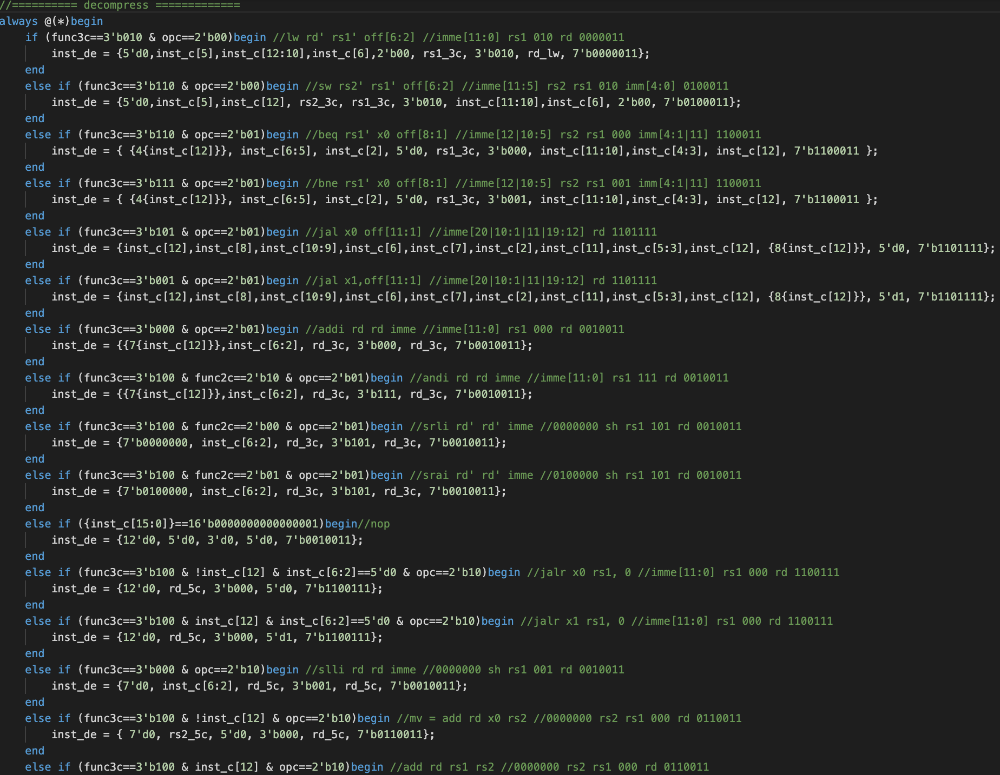 //========== decompress =============
always @(*)begin
    if (func3c==3'b010 & opc==2'b00)begin //lw rd' rs1' off[6:2] //imme[11:0] rs1 010 rd 0000011
        inst_de = {5'd0,inst_c[5],inst_c[12:10],inst_c[6],2'b00, rs1_3c, 3'b010, rd_lw, 7'b0000011};
    end
    else if (func3c==3'b110 & opc==2'b00)begin //sw rs2' rs1' off[6:2] //imme[11:5] rs2 rs1 010 imm[4:0] 0100011
        inst_de = {5'd0,inst_c[5],inst_c[12], rs2_3c, rs1_3c, 3'b010, inst_c[11:10],inst_c[6], 2'b00, 7'b0100011};
    end
    else if (func3c==3'b110 & opc==2'b01)begin //beq rs1' x0 off[8:1] //imme[12|10:5] rs2 rs1 000 imm[4:1|11] 1100011
        inst_de = { {4{inst_c[12]}}, inst_c[6:5], inst_c[2], 5'd0, rs1_3c, 3'b000, inst_c[11:10],inst_c[4:3], inst_c[12], 7'b1100011 };
    end
    else if (func3c==3'b111 & opc==2'b01)begin //bne rs1' x0 off[8:1] //imme[12|10:5] rs2 rs1 001 imm[4:1|11] 1100011
        inst_de = { {4{inst_c[12]}}, inst_c[6:5], inst_c[2], 5'd0, rs1_3c, 3'b001, inst_c[11:10],inst_c[4:3], inst_c[12], 7'b1100011 };
    end
    else if (func3c==3'b101 & opc==2'b01)begin //jal x0 off[11:1] //imme[20|10:1|11|19:12] rd 1101111
        inst_de = {inst_c[12],inst_c[8],inst_c[10:9],inst_c[6],inst_c[7],inst_c[2],inst_c[11],inst_c[5:3],inst_c[12], {8{inst_c[12]}}, 5'd0, 7'b1101111};
    end
    else if (func3c==3'b001 & opc==2'b01)begin //jal x1,off[11:1] //imme[20|10:1|11|19:12] rd 1101111
        inst_de = {inst_c[12],inst_c[8],inst_c[10:9],inst_c[6],inst_c[7],inst_c[2],inst_c[11],inst_c[5:3],inst_c[12], {8{inst_c[12]}}, 5'd1, 7'b1101111};
    end
    else if (func3c==3'b000 & opc==2'b01)begin //addi rd rd imme //imme[11:0] rs1 000 rd 0010011
        inst_de = {{7{inst_c[12]}},inst_c[6:2], rd_3c, 3'b000, rd_3c, 7'b0010011};
    end
    else if (func3c==3'b100 & func2c==2'b10 & opc==2'b01)begin //andi rd rd imme //imme[11:0] rs1 111 rd 0010011
        inst_de = {{7{inst_c[12]}},inst_c[6:2], rd_3c, 3'b111, rd_3c, 7'b0010011};
    end
    else if (func3c==3'b100 & func2c==2'b00 & opc==2'b01)begin //srli rd' rd' imme //0000000 sh rs1 101 rd 0010011
        inst_de = {7'b0000000, inst_c[6:2], rd_3c, 3'b101, rd_3c, 7'b0010011};
    end
    else if (func3c==3'b100 & func2c==2'b01 & opc==2'b01)begin //srai rd' rd' imme //0100000 sh rs1 101 rd 0010011
        inst_de = {7'b0100000, inst_c[6:2], rd_3c, 3'b101, rd_3c, 7'b0010011};
    end
    else if ({inst_c[15:0]}==16'b0000000000000001)begin//nop
        inst_de = {12'd0, 5'd0, 3'd0, 5'd0, 7'b0010011};
    end
    else if (func3c==3'b100 & !inst_c[12] & inst_c[6:2]==5'd0 & opc==2'b10)begin //jalr x0 rs1, 0 //imme[11:0] rs1 000 rd 1100111
        inst_de = {12'd0, rd_5c, 3'b000, 5'd0, 7'b1100111};
    end
    else if (func3c==3'b100 & inst_c[12] & inst_c[6:2]==5'd0 & opc==2'b10)begin //jalr x1 rs1, 0 //imme[11:0] rs1 000 rd 1100111
        inst_de = {12'd0, rd_5c, 3'b000, 5'd1, 7'b1100111};
    end
    else if (func3c==3'b000 & opc==2'b10)begin //slli rd rd imme //0000000 sh rs1 001 rd 0010011
        inst_de = {7'd0, inst_c[6:2], rd_5c, 3'b001, rd_5c, 7'b0010011};
    end
    else if (func3c==3'b100 & !inst_c[12] & opc==2'b10)begin //mv = add rd x0 rs2 //0000000 rs2 rs1 000 rd 0110011
        inst_de = { 7'd0, rs2_5c, 5'd0, 3'b000, rd_5c, 7'b0110011};
    end
    else if (func3c==3'b100 & inst_c[12] & opc==2'b10)begin //add rd rs1 rs2 //0000000 rs2 rs1 000 rd 0110011